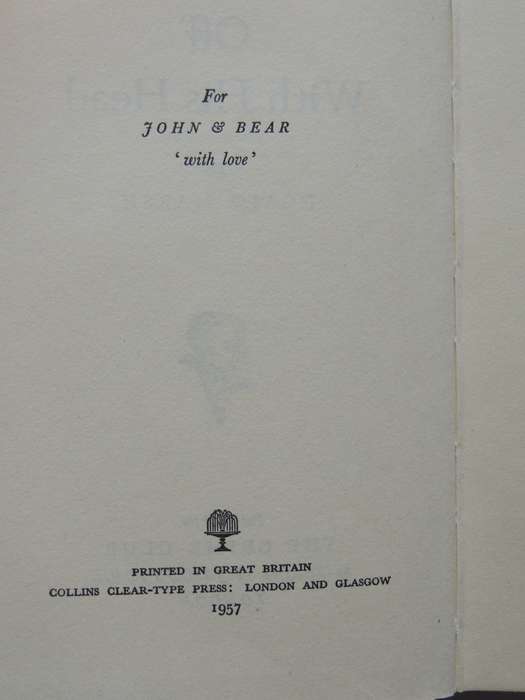 For
JOHN & BEAR
‘with love’
PRINTED IN GREAT BRITAIN
COLLINS CLEAR-TYPE PRESS: LONDON AND GLASGOW
1957